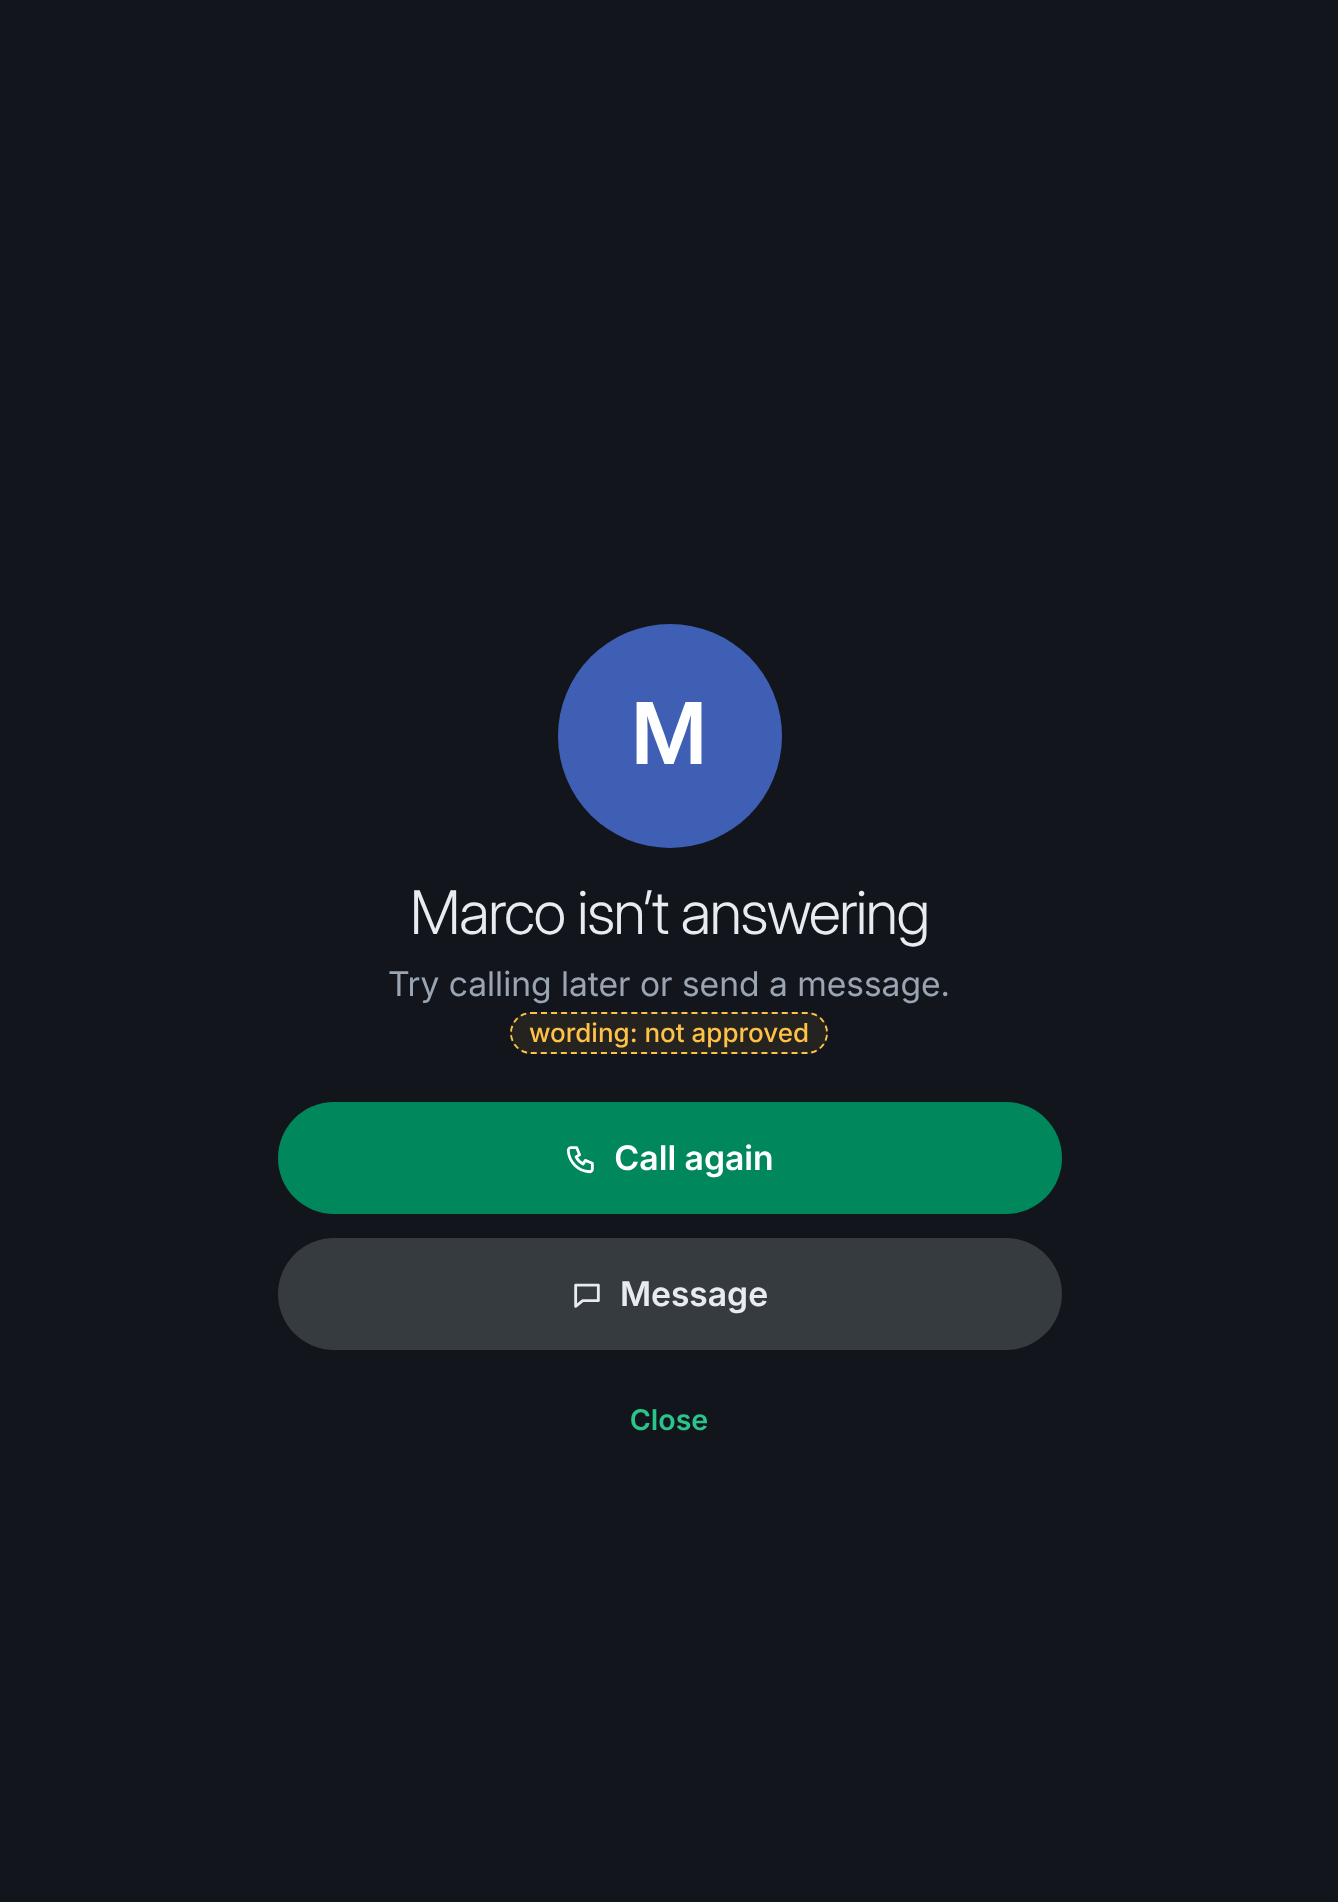 M
Marco isn’t answering
Try calling later or send a message.
wording: not approved
Call again
Message
Close